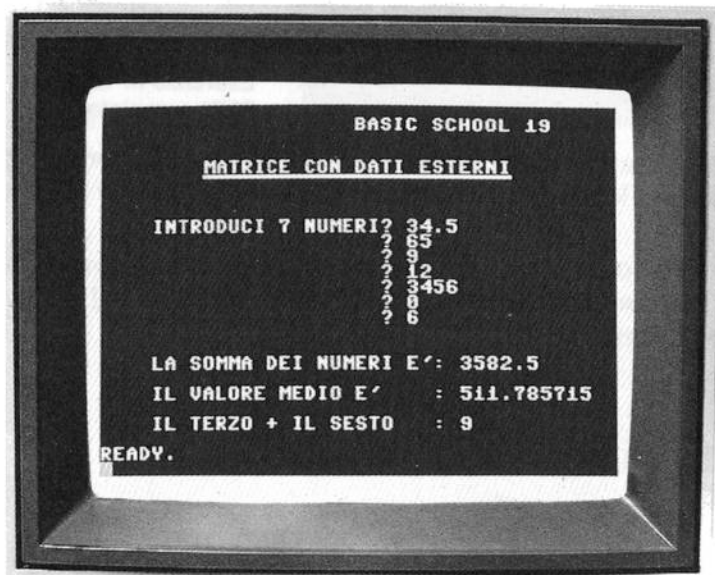 BASIC SCHOOL 19
MATRICE CON DATI ESTERNI
INTRODUCI 7 NUMERI? 34.5
? 65
? 9
? 12
? 3456
? 0
? 6
LA SOMMA DEI NUMERI E': 3582.5
IL VALORE MEDIO E' : 511.785715
IL TERZO + IL SESTO : 9
READY.